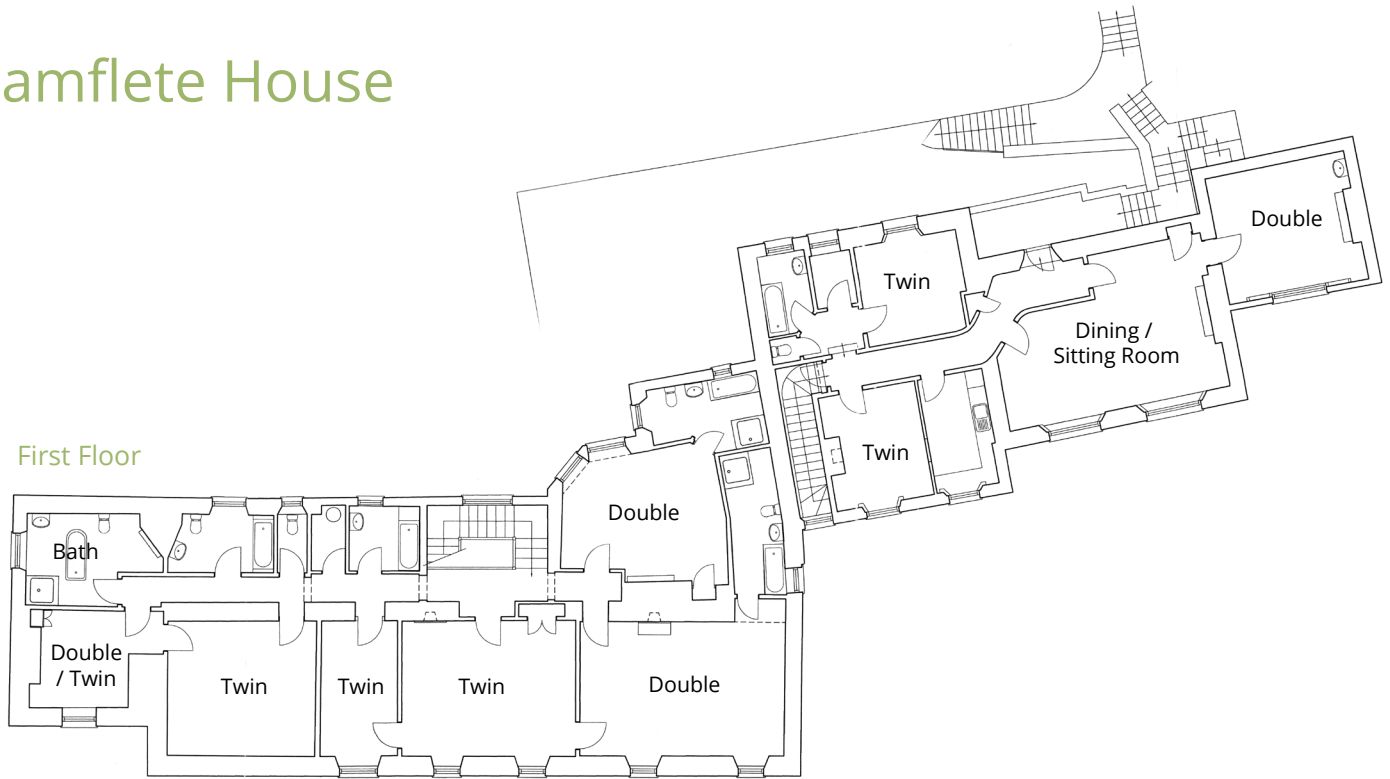 amflete House
First Floor
Double
Twin
Dining /
Sitting Room
Twin
Double
Bath
Double
/ Twin
Twin
Twin
Twin
Double